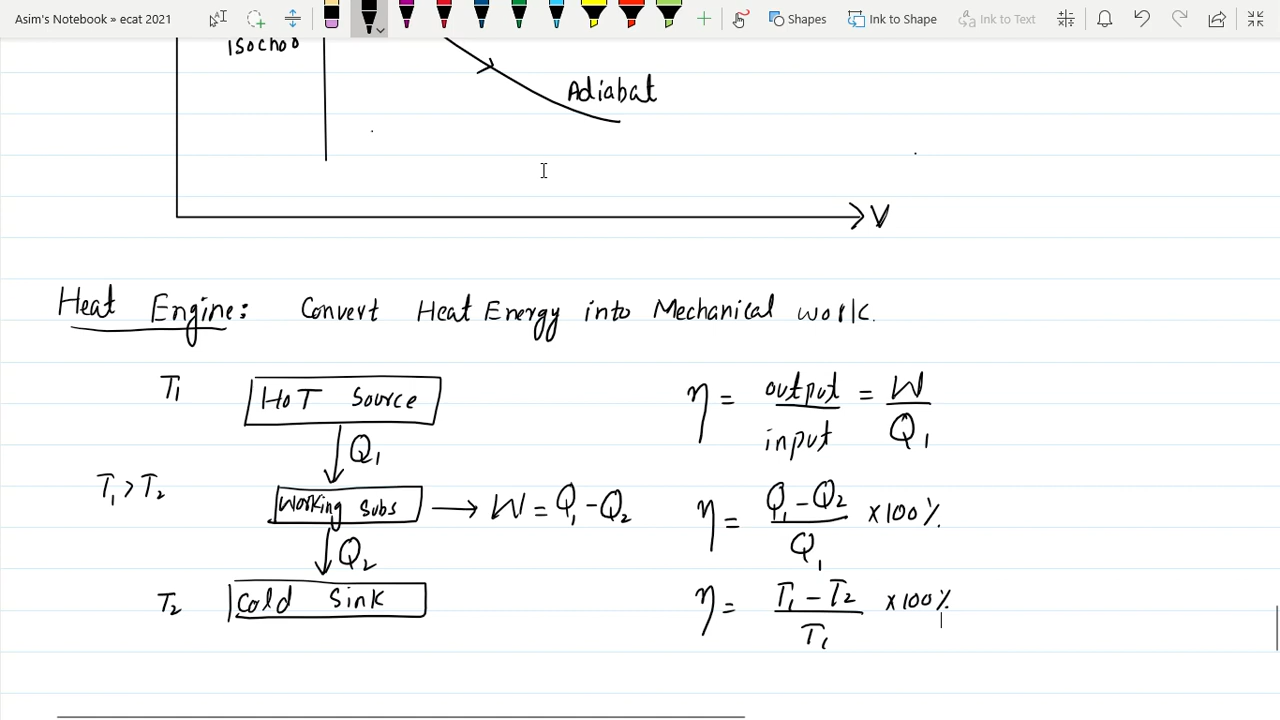 Asim's Notebook » ecat 2021
Shapes
Ink to Shape
Ink to Text
Isochoo
Adiabat
V
Heat Engine: Convert Heat Energy into Mechanical work.
T₁ HOT Source
η = output/input = W/Q₁
Q₁
T₁ > T₂
Working Subs → W = Q₁ - Q₂
η = (Q₁ - Q₂)/Q₁ × 100%
Q₂
T₂ Cold Sink
η = (T₁ - T₂)/T₁ × 100%